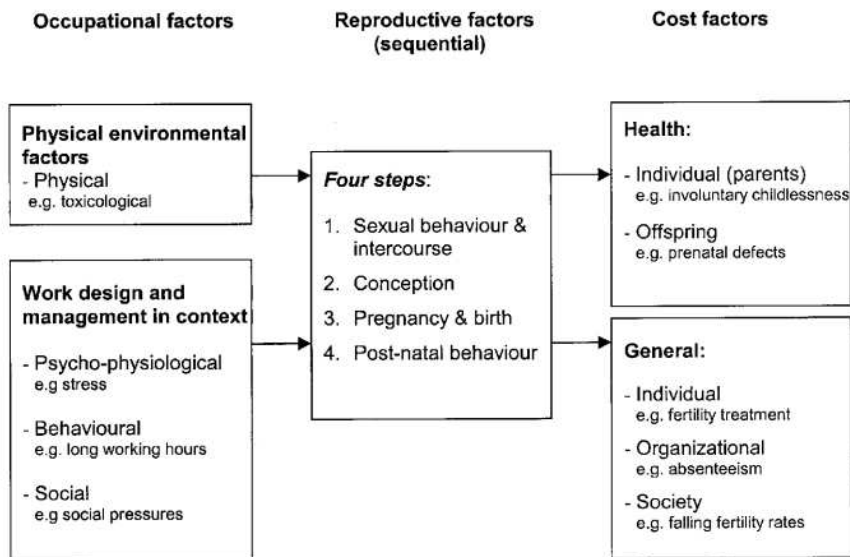 Occupational factors
Reproductive factors
(sequential)
Cost factors
Physical environmental
factors
- Physical
e.g. toxicological
Work design and
management in context
- Psycho-physiological
e.g stress
- Behavioural
e.g. long working hours
- Social
e.g social pressures
Four steps:
1. Sexual behaviour &
intercourse
2. Conception
3. Pregnancy & birth
4. Post-natal behaviour
Health:
- Individual (parents)
e.g. involuntary childlessness
- Offspring
e.g. prenatal defects
General:
- Individual
e.g. fertility treatment
- Organizational
e.g. absenteeism
- Society
e.g. falling fertility rates